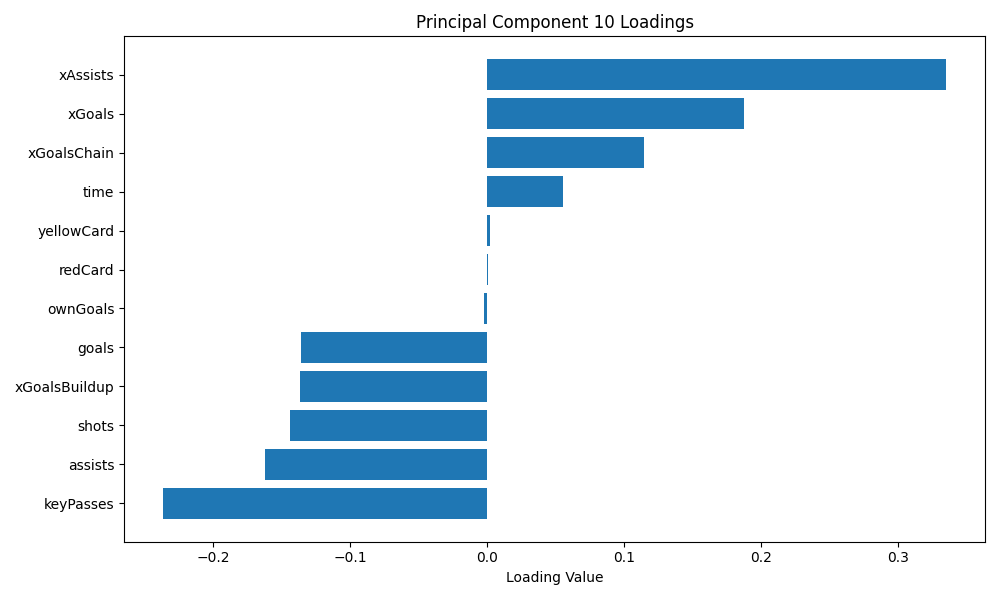 Principal Component 10 Loadings
xAssists
xGoals
xGoalsChain
time
yellowCard
redCard
ownGoals
goals
xGoalsBuildup
shots
assists
keyPasses
−0.2 −0.1 0.0 0.1 0.2 0.3
Loading Value